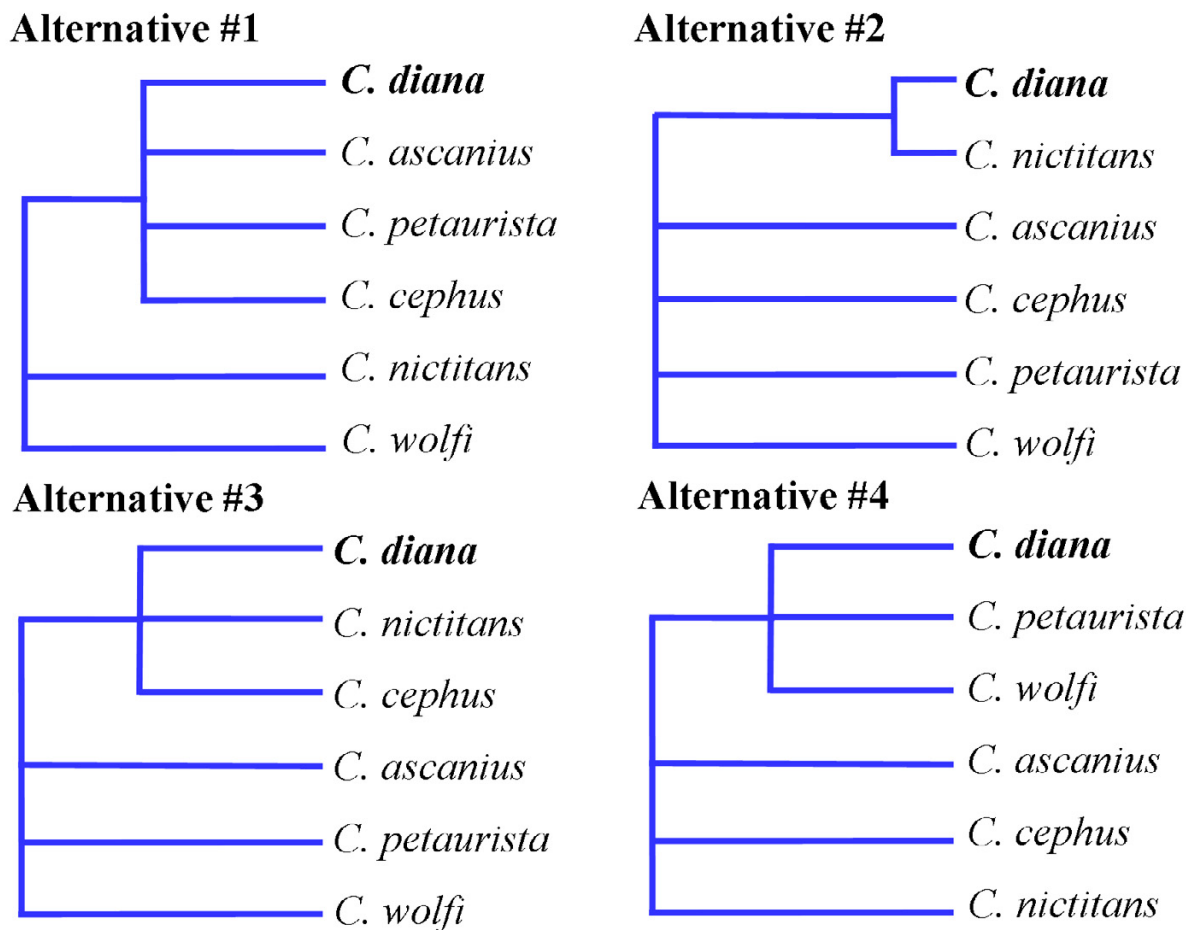 Alternative #1
C. diana
C. ascanius
C. petaurista
C. cephus
C. nictitans
C. wolfi
Alternative #2
C. diana
C. nictitans
C. ascanius
C. cephus
C. petaurista
C. wolfi
Alternative #3
C. diana
C. nictitans
C. cephus
C. ascanius
C. petaurista
C. wolfi
Alternative #4
C. diana
C. petaurista
C. wolfi
C. ascanius
C. cephus
C. nictitans